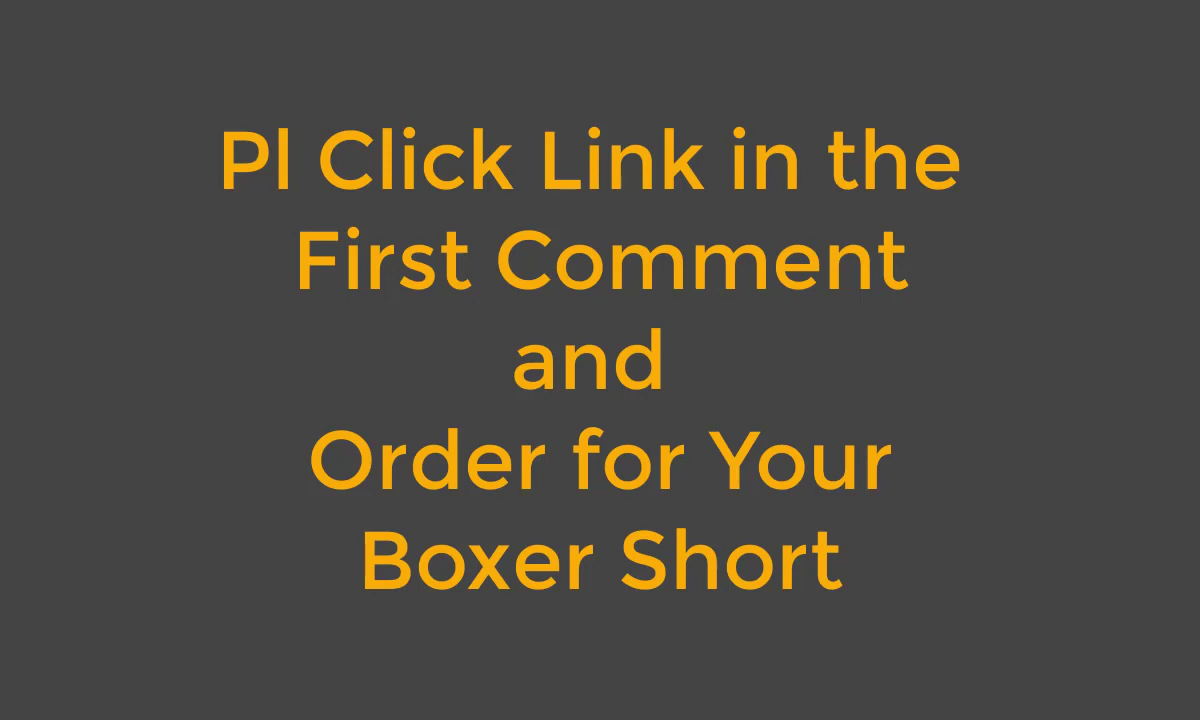 Pl Click Link in the
First Comment
and
Order for Your
Boxer Short